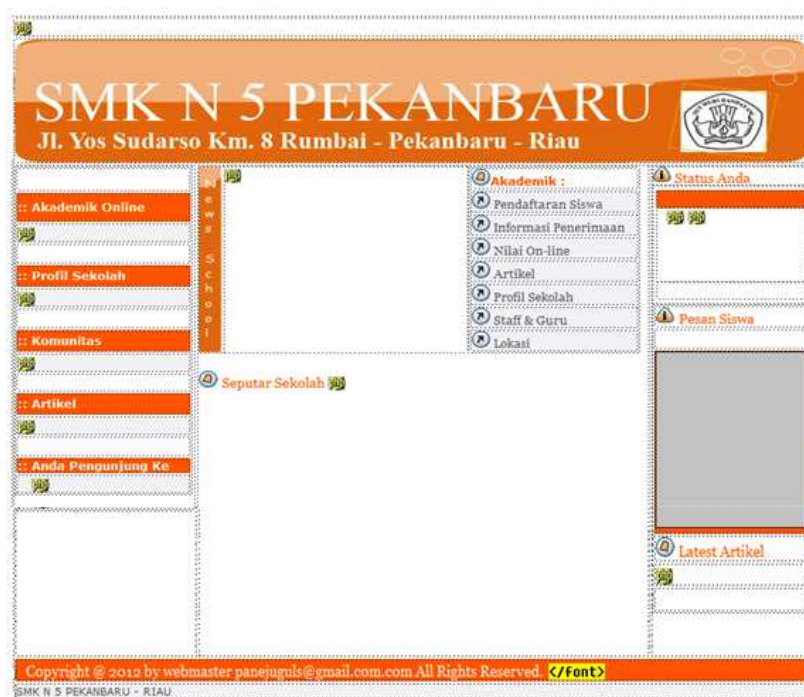 SMK N 5 PEKANBARU
Jl. Yos Sudarso Km. 8 Rumbai - Pekanbaru - Riau
:: Akademik Online
:: Profil Sekolah
:: Komunitas
:: Artikel
:: Anda Pengunjung Ke
News School
Akademik :
Pendaftaran Siswa
Informasi Penerimaan
Nilai On-line
Artikel
Profil Sekolah
Staff & Guru
Lokasi
Seputar Sekolah
Status Anda
Pesan Siswa
Latest Artikel
Copyright @ 2012 by webmaster panejuguls@gmail.com.com All Rights Reserved. </font>
SMK N 5 PEKANBARU - RIAU